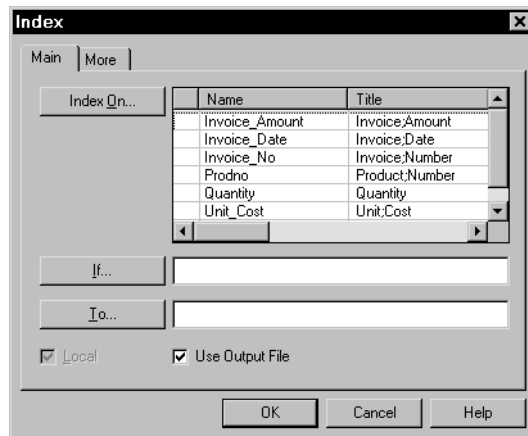 Index
Main More
Index On... Name Title
Invoice_Amount Invoice;Amount
Invoice_Date Invoice;Date
Invoice_No Invoice;Number
Prodno Product;Number
Quantity Quantity
Unit_Cost Unit;Cost
If...
To...
Local Use Output File
OK Cancel Help